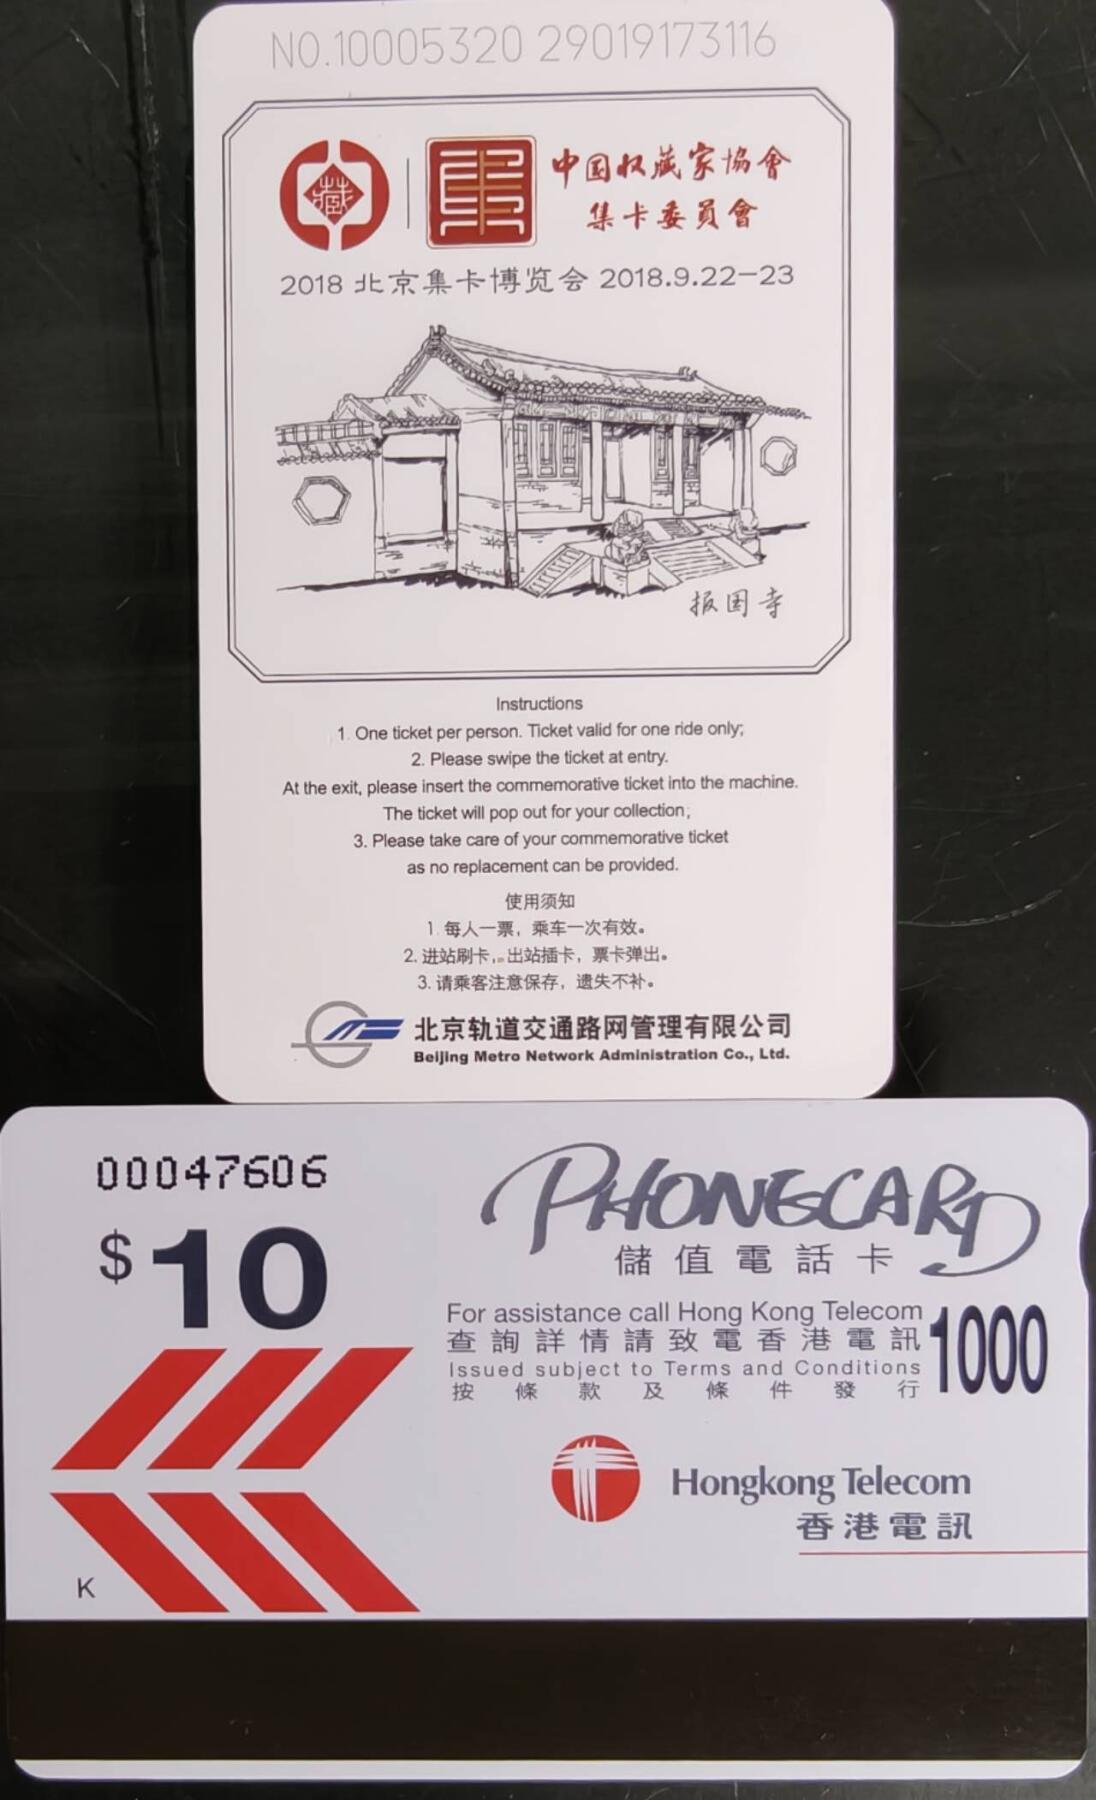 NO.10005320 29019173116
藏
中国收藏家協會
集卡委員會
2018 北京集卡博览会 2018.9.22-23
报国寺
Instructions
1. One ticket per person. Ticket valid for one ride only;
2. Please swipe the ticket at entry.
At the exit, please insert the commemorative ticket into the machine.
The ticket will pop out for your collection;
3. Please take care of your commemorative ticket
as no replacement can be provided.
使用须知
1. 每人一票，乘车一次有效。
2. 进站刷卡，出站插卡，票卡弹出。
3. 请乘客注意保存，遗失不补。
北京轨道交通路网管理有限公司
Beijing Metro Network Administration Co., Ltd.
00047606
$10
PHONECARD
儲值電話卡
For assistance call Hong Kong Telecom
查詢詳情請致電香港電訊
1000
Issued subject to Terms and Conditions
按條款及條件發行
Hongkong Telecom
香港電訊
K